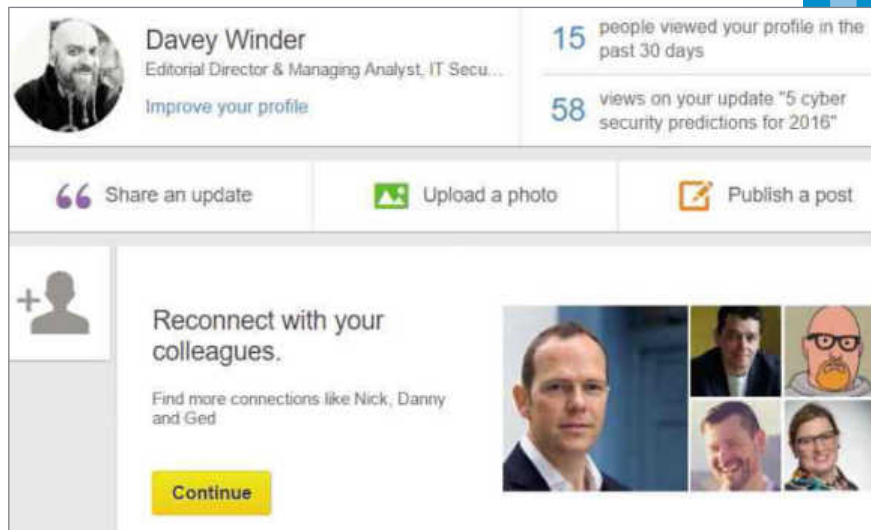 Davey Winder
Editorial Director & Managing Analyst, IT Secu...
Improve your profile
15 people viewed your profile in the
past 30 days
58 views on your update "5 cyber
security predictions for 2016"
Share an update
Upload a photo
Publish a post
Reconnect with your
colleagues.
Find more connections like Nick, Danny
and Ged
Continue